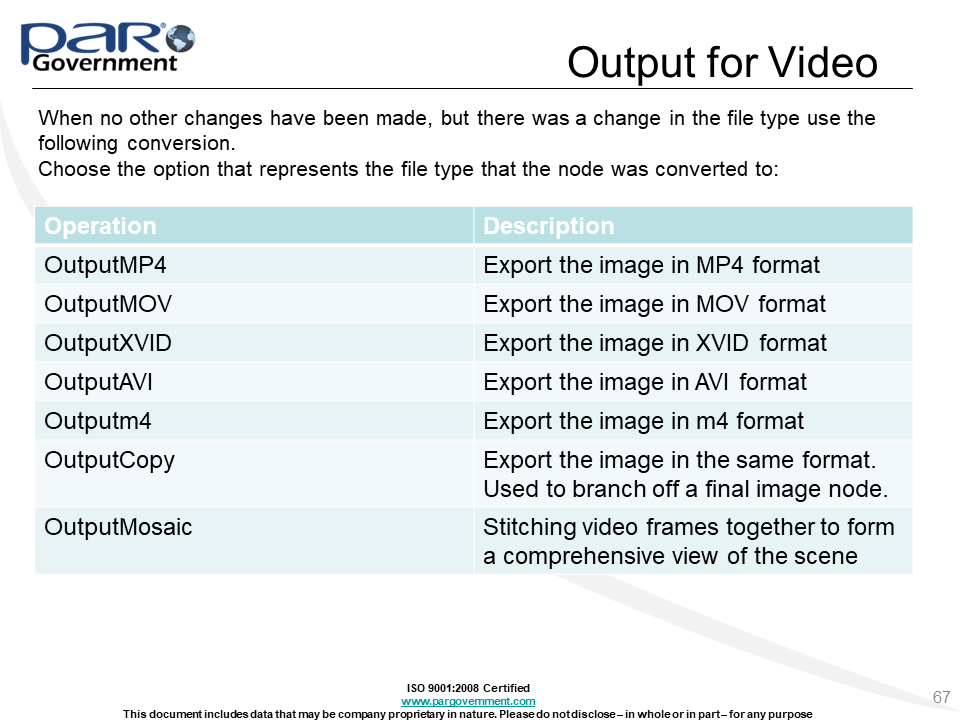 PAR®
Government
Output for Video
When no other changes have been made, but there was a change in the file type use the
following conversion.
Choose the option that represents the file type that the node was converted to:
Operation Description
OutputMP4 Export the image in MP4 format
OutputMOV Export the image in MOV format
OutputXVID Export the image in XVID format
OutputAVI Export the image in AVI format
Outputm4 Export the image in m4 format
OutputCopy Export the image in the same format.
Used to branch off a final image node.
OutputMosaic Stitching video frames together to form
a comprehensive view of the scene
ISO 9001:2008 Certified
www.pargovernment.com
This document includes data that may be company proprietary in nature. Please do not disclose – in whole or in part – for any purpose
67